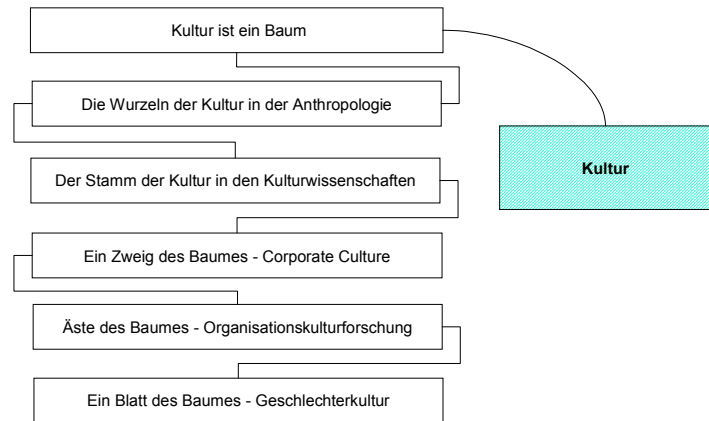 Kultur ist ein Baum
Die Wurzeln der Kultur in der Anthropologie
Kultur
Der Stamm der Kultur in den Kulturwissenschaften
Ein Zweig des Baumes - Corporate Culture
Äste des Baumes - Organisationskulturforschung
Ein Blatt des Baumes - Geschlechterkultur